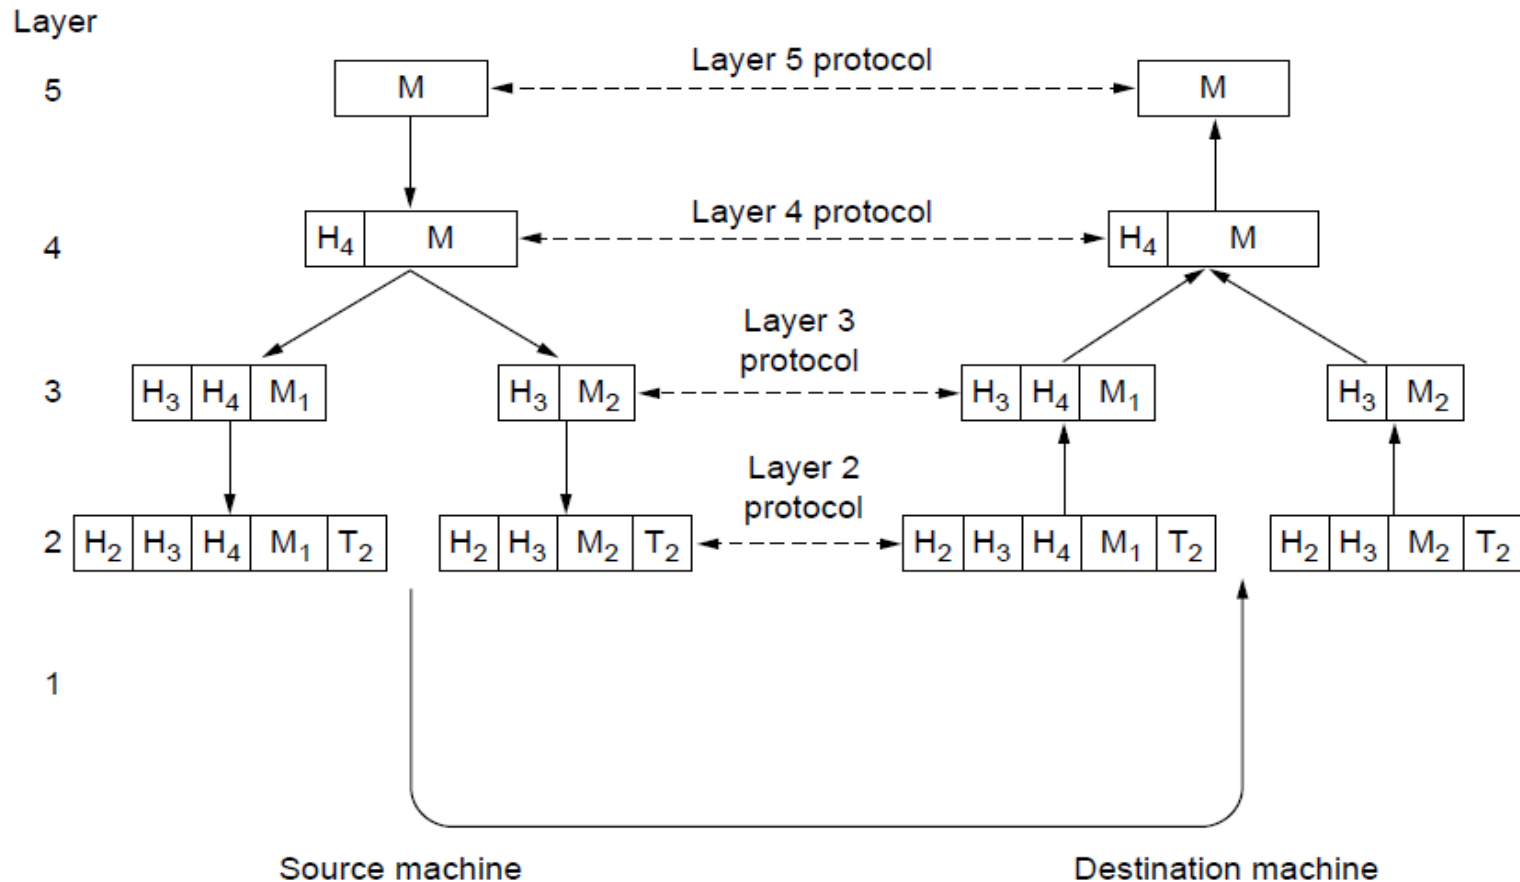 Layer
5 M Layer 5 protocol M
4 H4 M Layer 4 protocol H4 M
Layer 3
protocol
3 H3 H4 M1 H3 M2 H3 H4 M1 H3 M2
Layer 2
protocol
2 H2 H3 H4 M1 T2 H2 H3 M2 T2 H2 H3 H4 M1 T2 H2 H3 M2 T2
1
Source machine Destination machine